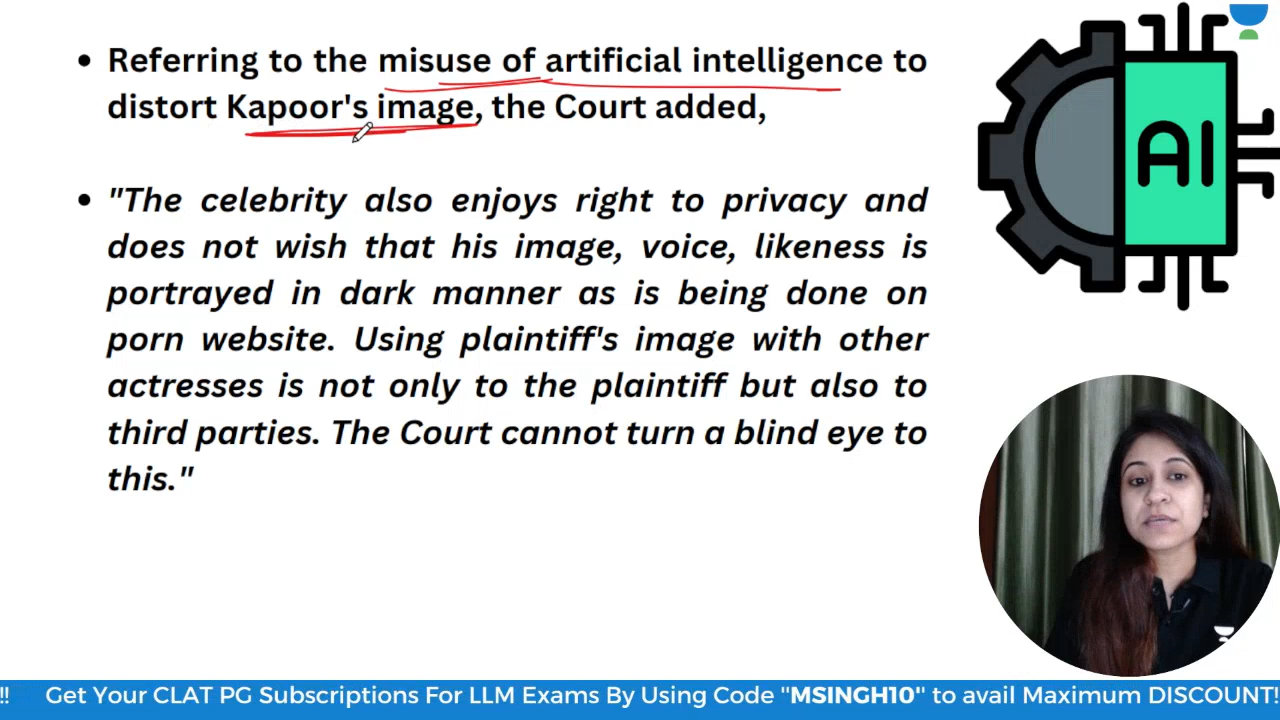 Referring to the misuse of artificial intelligence to
distort Kapoor's image, the Court added,
"The celebrity also enjoys right to privacy and
does not wish that his image, voice, likeness is
portrayed in dark manner as is being done on
porn website. Using plaintiff's image with other
actresses is not only to the plaintiff but also to
third parties. The Court cannot turn a blind eye to
this."
AI
!! Get Your CLAT PG Subscriptions For LLM Exams By Using Code "MSINGH10" to avail Maximum DISCOUNT!